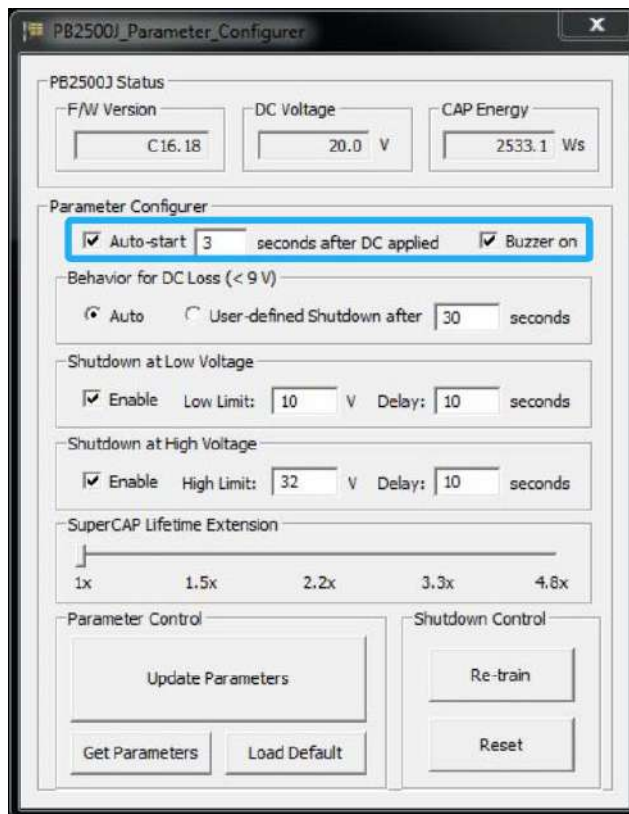 PB2500J_Parameter_Configurer
x
PB2500J Status
F/W Version DC Voltage CAP Energy
C16.18 20.0 V 2533.1 Ws
Parameter Configurer
Auto-start 3 seconds after DC applied Buzzer on
Behavior for DC Loss (< 9 V)
Auto User-defined Shutdown after 30 seconds
Shutdown at Low Voltage
Enable Low Limit: 10 V Delay: 10 seconds
Shutdown at High Voltage
Enable High Limit: 32 V Delay: 10 seconds
SuperCAP Lifetime Extension
1x 1.5x 2.2x 3.3x 4.8x
Parameter Control Shutdown Control
Update Parameters Re-train
Get Parameters Load Default Reset